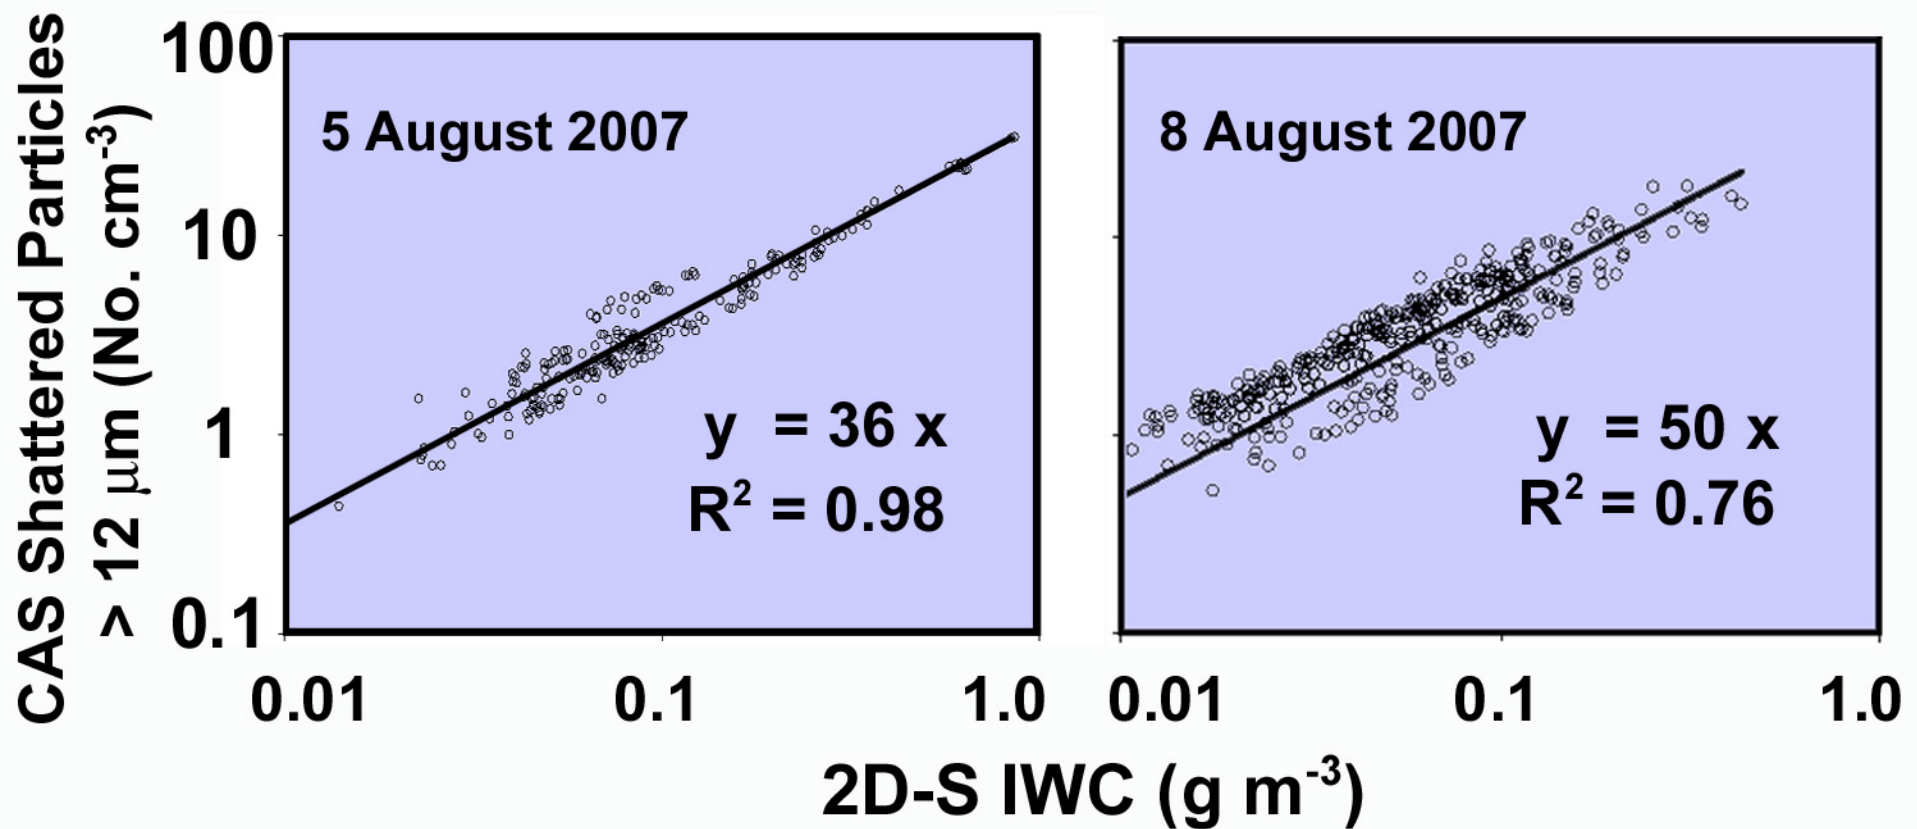 CAS Shattered Particles
> 12 μm (No. cm⁻³)
100
10
1
0.1
5 August 2007
y = 36 x
R² = 0.98
0.01
0.1
1.0
8 August 2007
y = 50 x
R² = 0.76
0.01
0.1
1.0
2D-S IWC (g m⁻³)